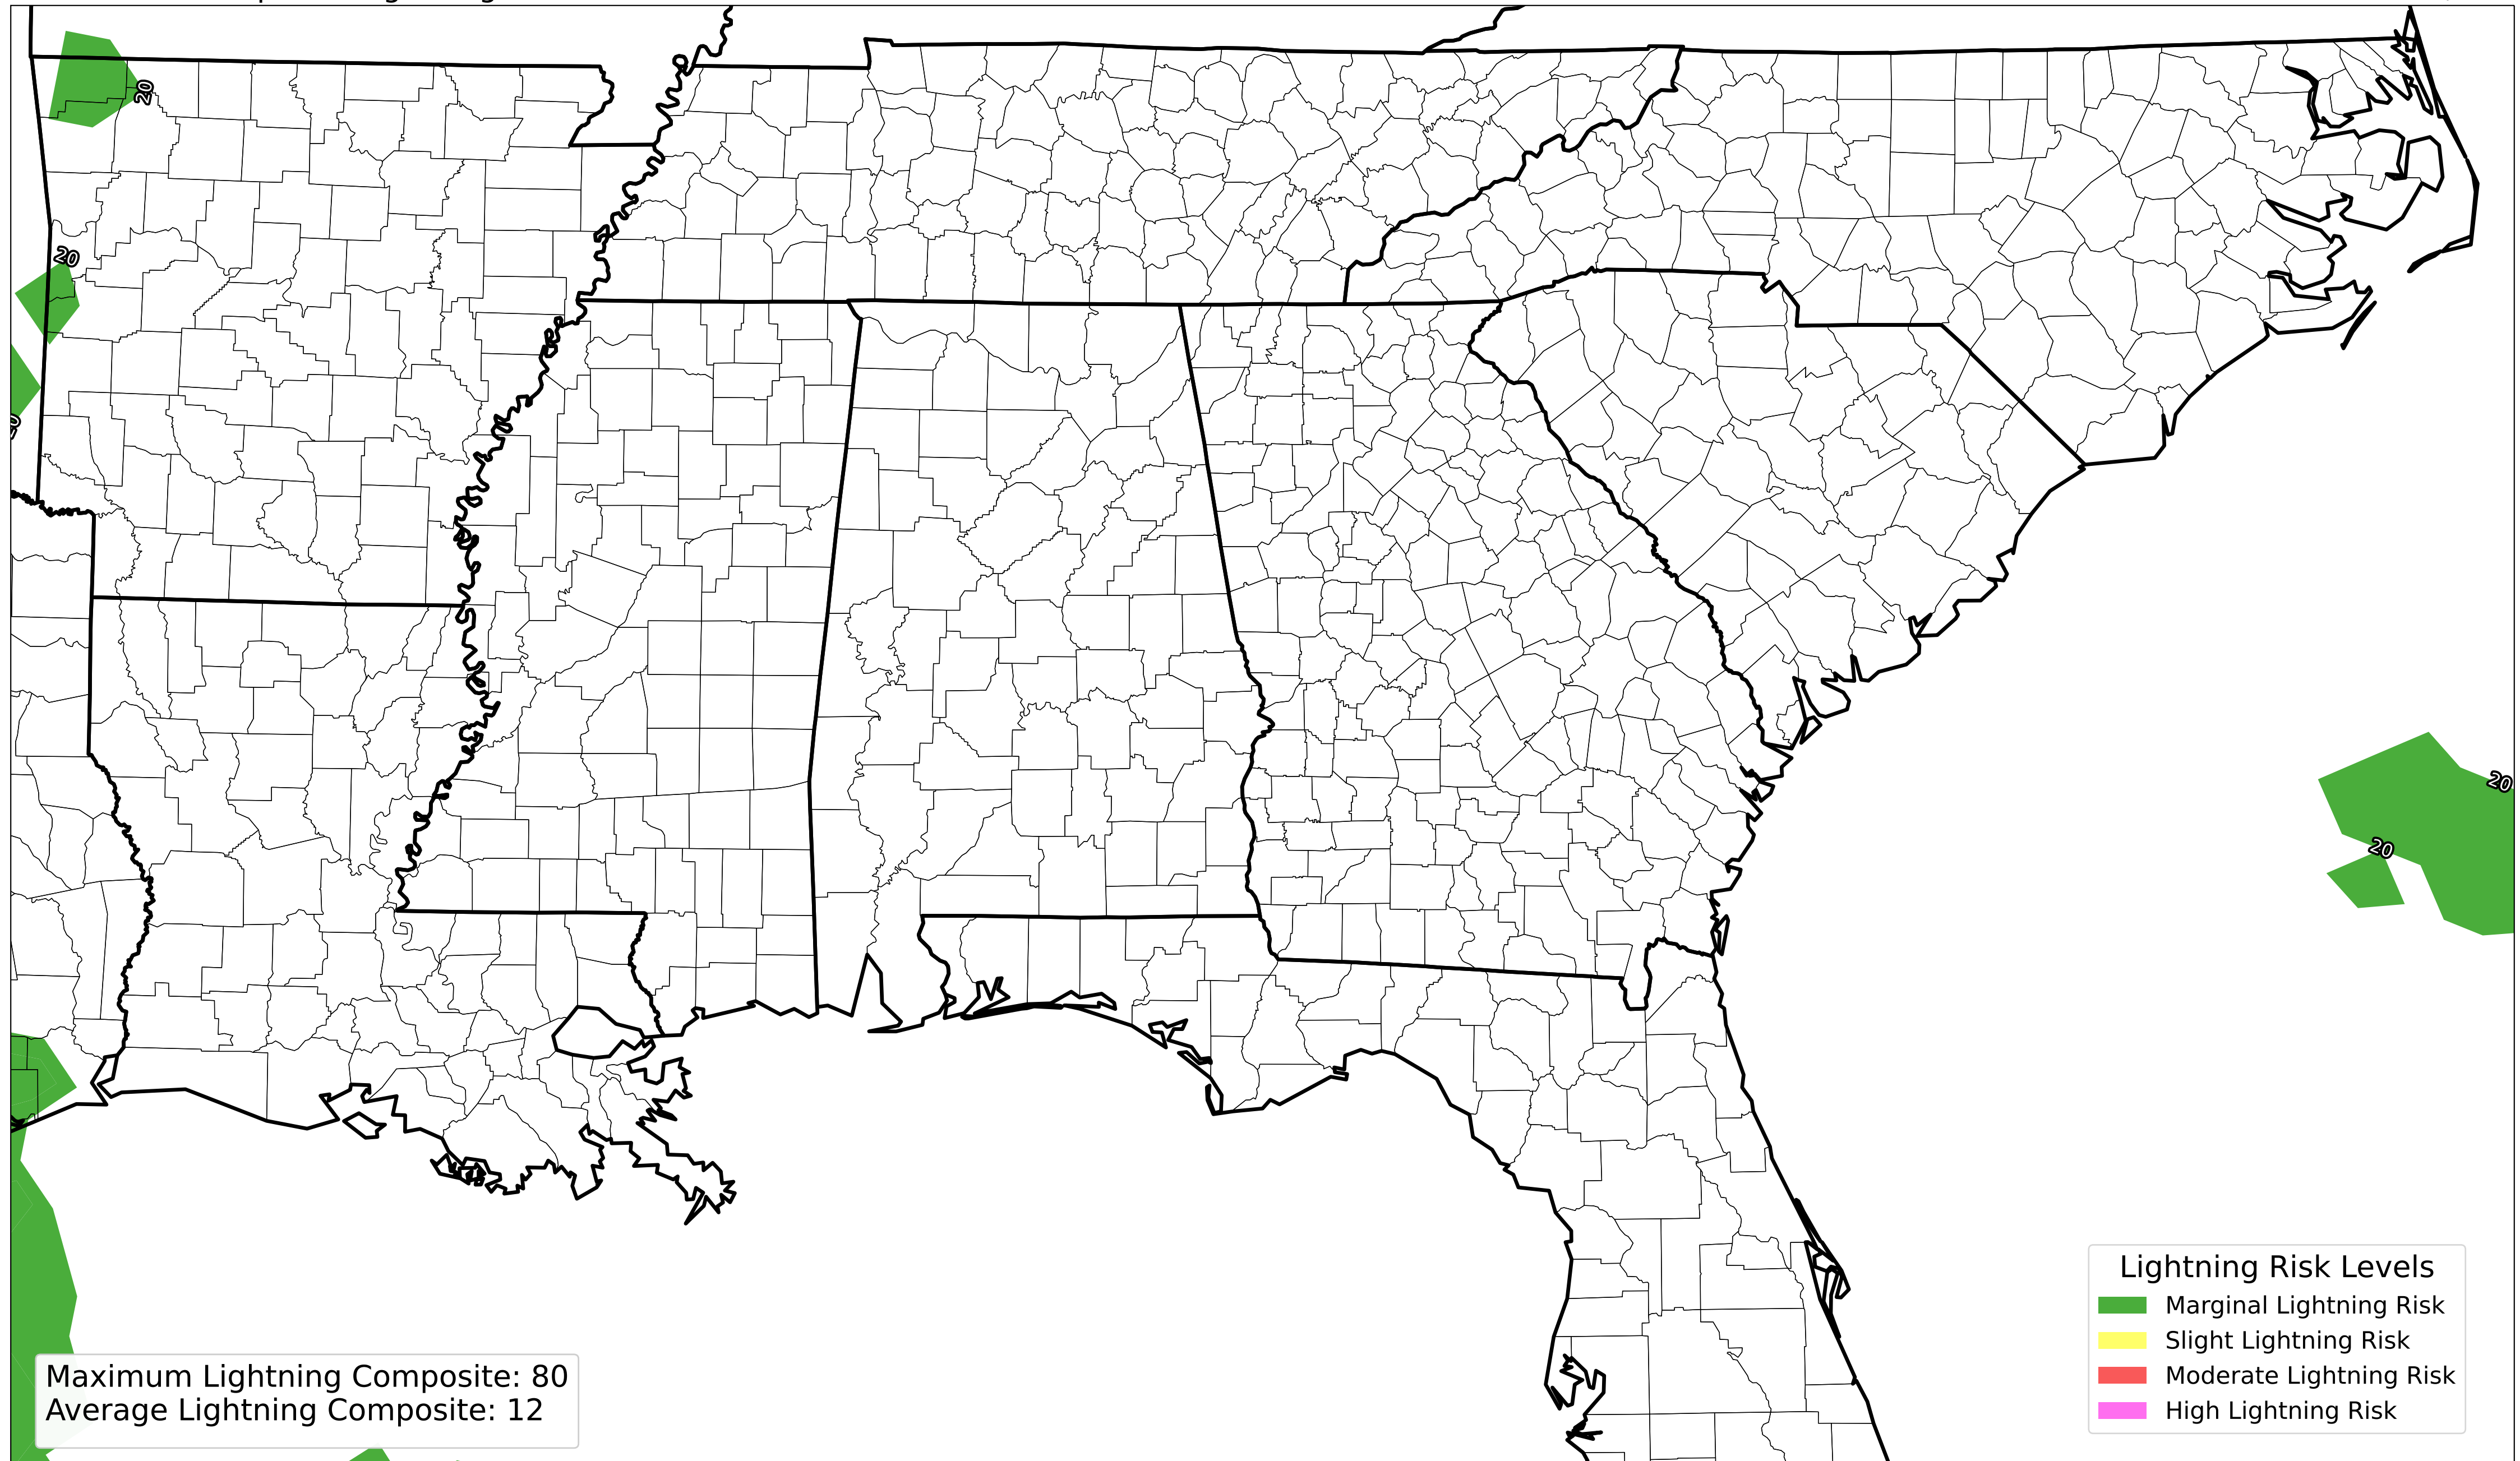 20
20
20
20
Lightning Risk Levels
Marginal Lightning Risk
Slight Lightning Risk
Moderate Lightning Risk
High Lightning Risk
Maximum Lightning Composite: 80
Average Lightning Composite: 12